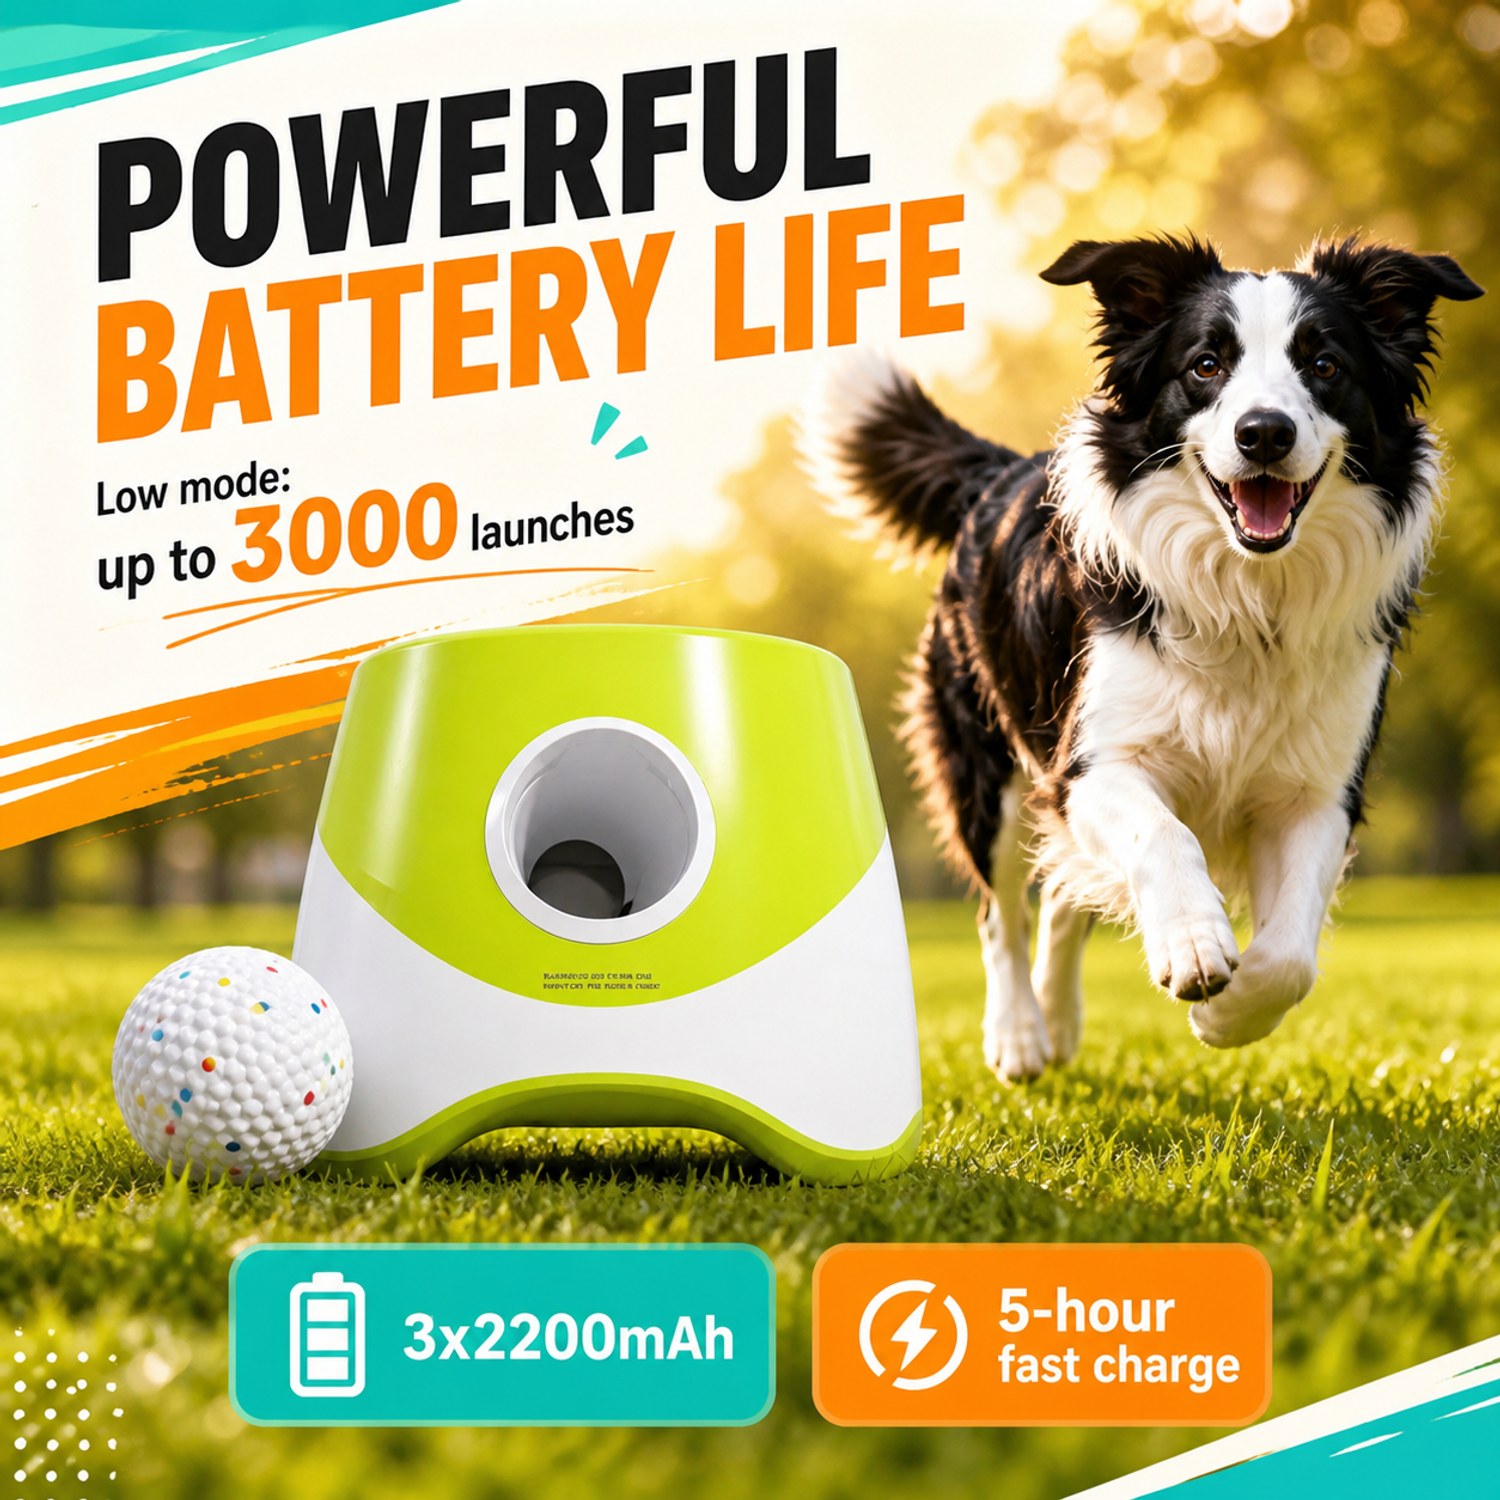 POWERFUL
BATTERY LIFE
Low mode:
up to 3000 launches
3x2200mAh
5-hour
fast charge